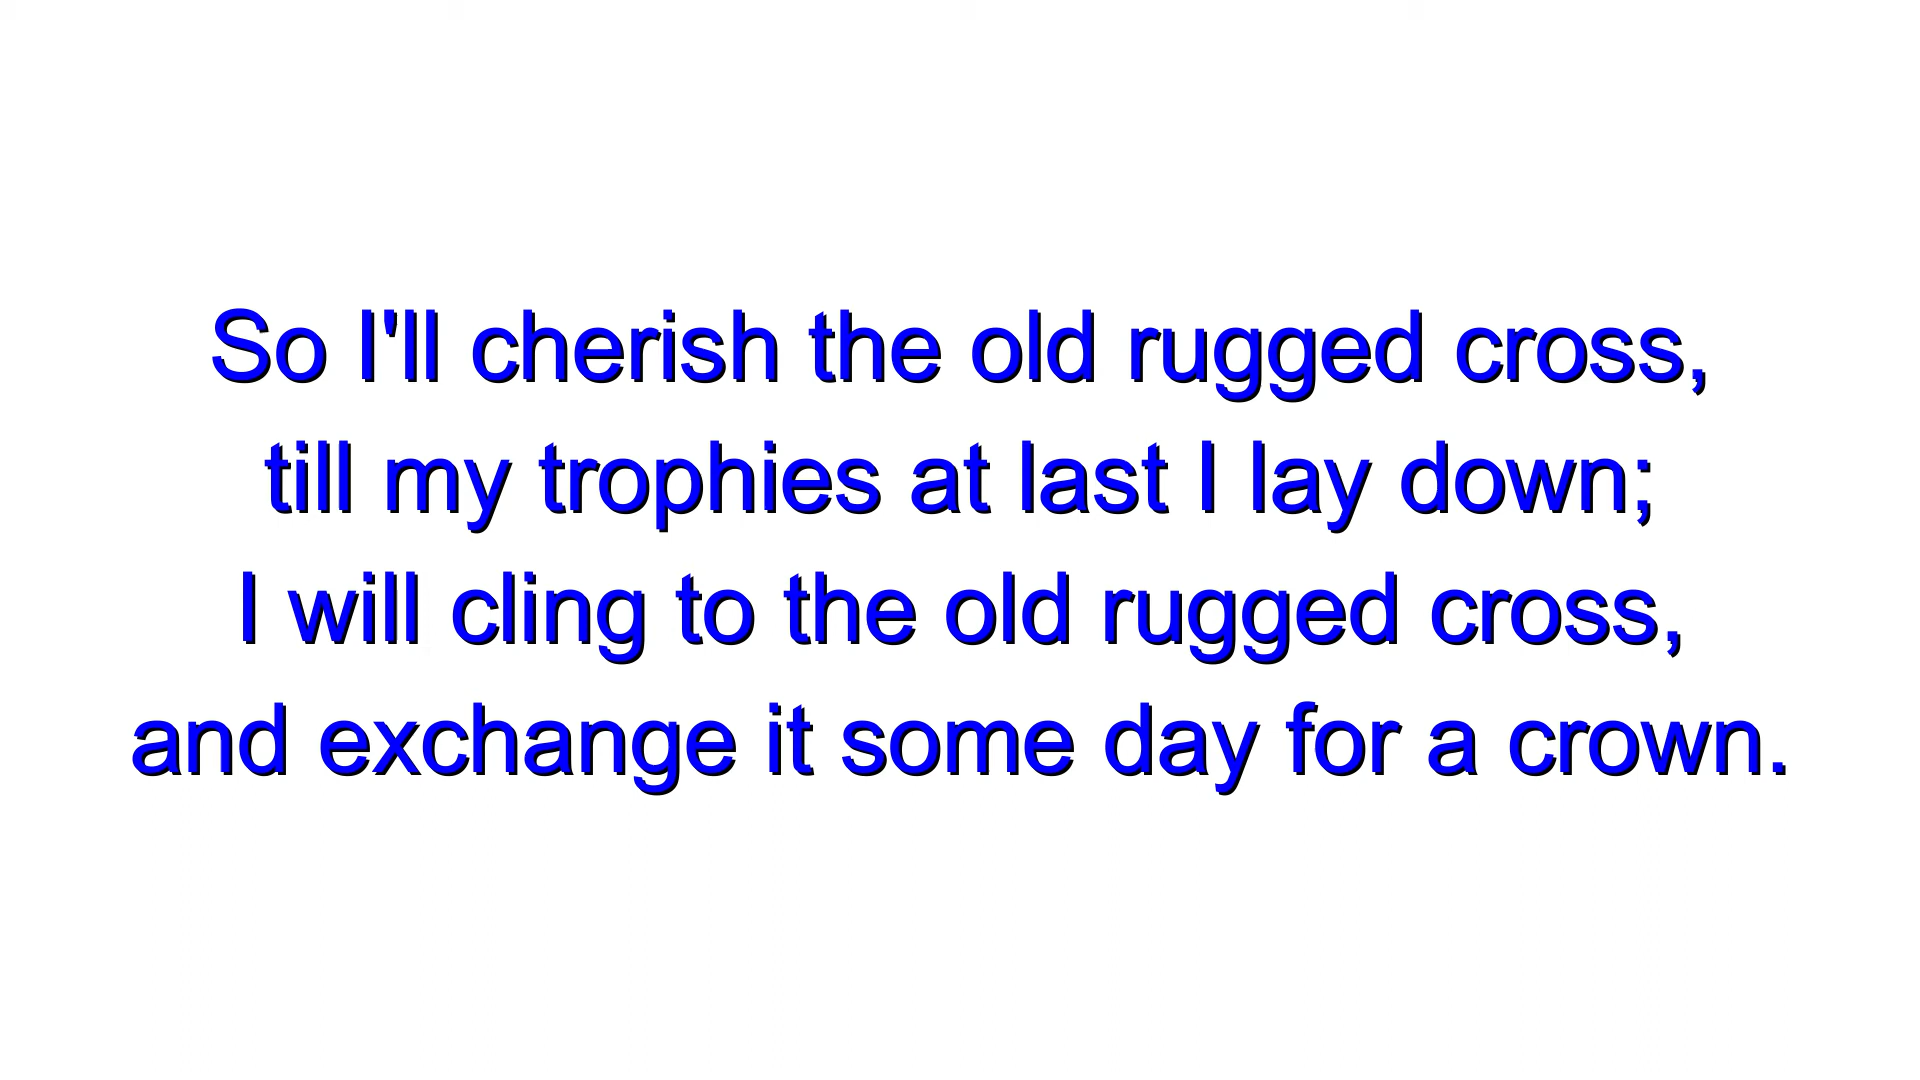 So I'll cherish the old rugged cross,
till my trophies at last I lay down;
I will cling to the old rugged cross,
and exchange it some day for a crown.